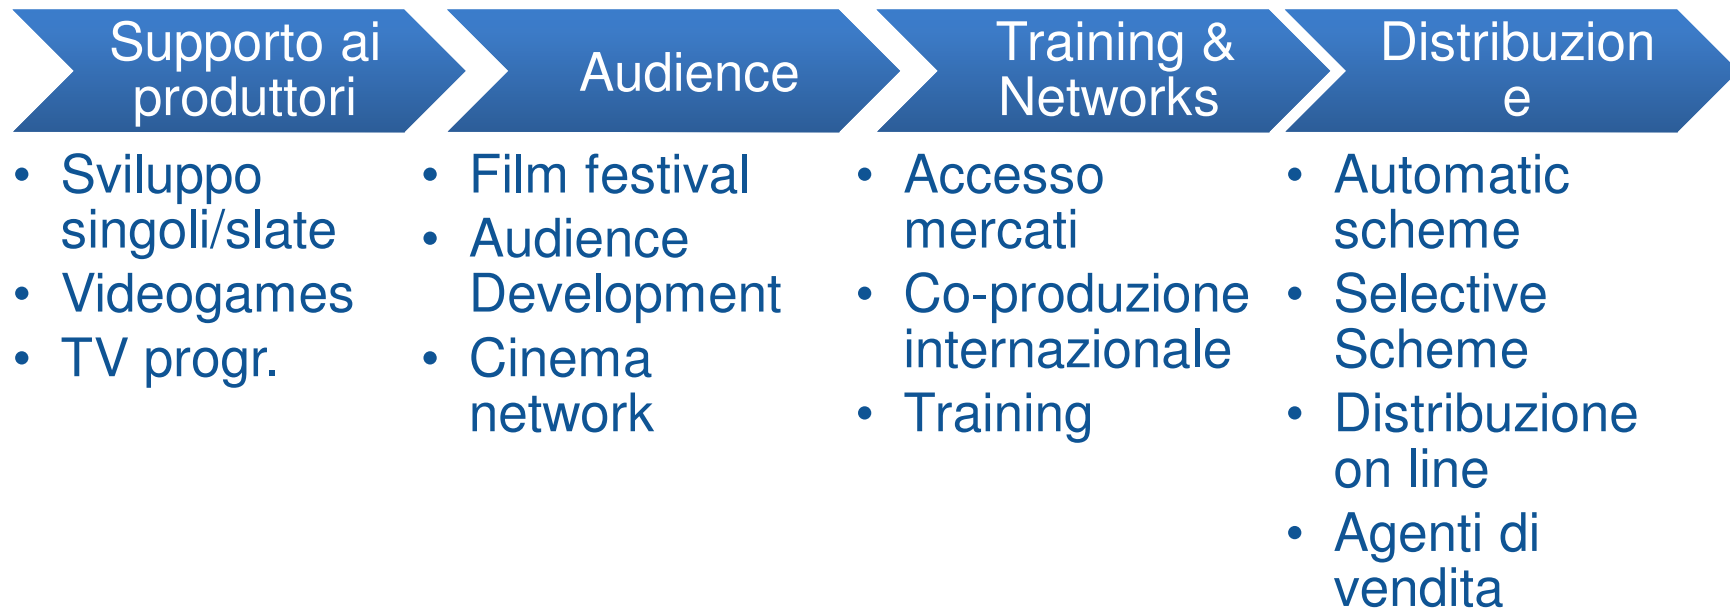 Supporto ai
produttori
• Sviluppo
singoli/slate
• Videogames
• TV progr.
Audience
• Film festival
• Audience
Development
• Cinema
network
Training &
Networks
• Accesso
mercati
• Co-produzione
internazionale
• Training
Distribuzion
e
• Automatic
scheme
• Selective
Scheme
• Distribuzione
on line
• Agenti di
vendita